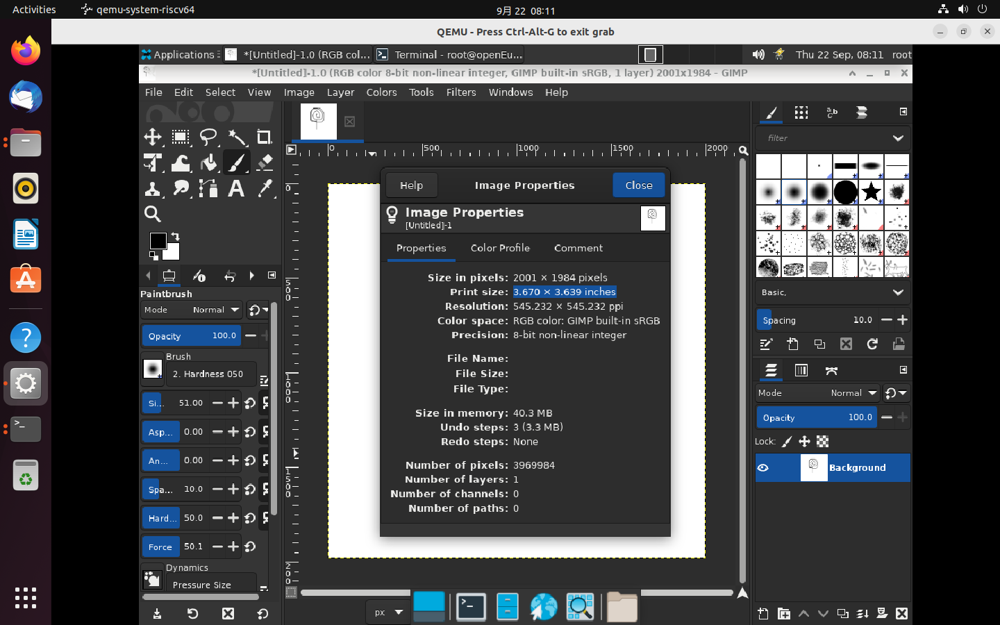 Activities
qemu-system-riscv64
9月 22 08:11
QEMU - Press Ctrl-Alt-G to exit grab
Applications
*[Untitled]-1.0 (RGB col...
Terminal - root@openEu...
Thu 22 Sep, 08:11 root
*[Untitled]-1.0 (RGB color 8-bit non-linear integer, GIMP built-in sRGB, 1 layer) 2001x1984 – GIMP
File Edit Select View Image Layer Colors Tools Filters Windows Help
0 500 1000 1500 2000
0
500
1000
1500
200
Paintbrush
Mode Normal
Opacity 100.0
Brush
2. Hardness 050
Si... 51.00
Asp... 0.00
An... 0.00
Spa... 10.0
Hard... 50.0
Force 50.1
Dynamics
Pressure Size
px
Help
Image Properties
Close
Image Properties
[Untitled]-1
Properties Color Profile Comment
Size in pixels: 2001 × 1984 pixels
Print size: 3.670 × 3.639 inches
Resolution: 545.232 × 545.232 ppi
Color space: RGB color: GIMP built-in sRGB
Precision: 8-bit non-linear integer
File Name:
File Size:
File Type:
Size in memory: 40.3 MB
Undo steps: 3 (3.3 MB)
Redo steps: None
Number of pixels: 3969984
Number of layers: 1
Number of channels: 0
Number of paths: 0
filter
Basic,
Spacing 10.0
Mode Normal
Opacity 100.0
Lock:
Background